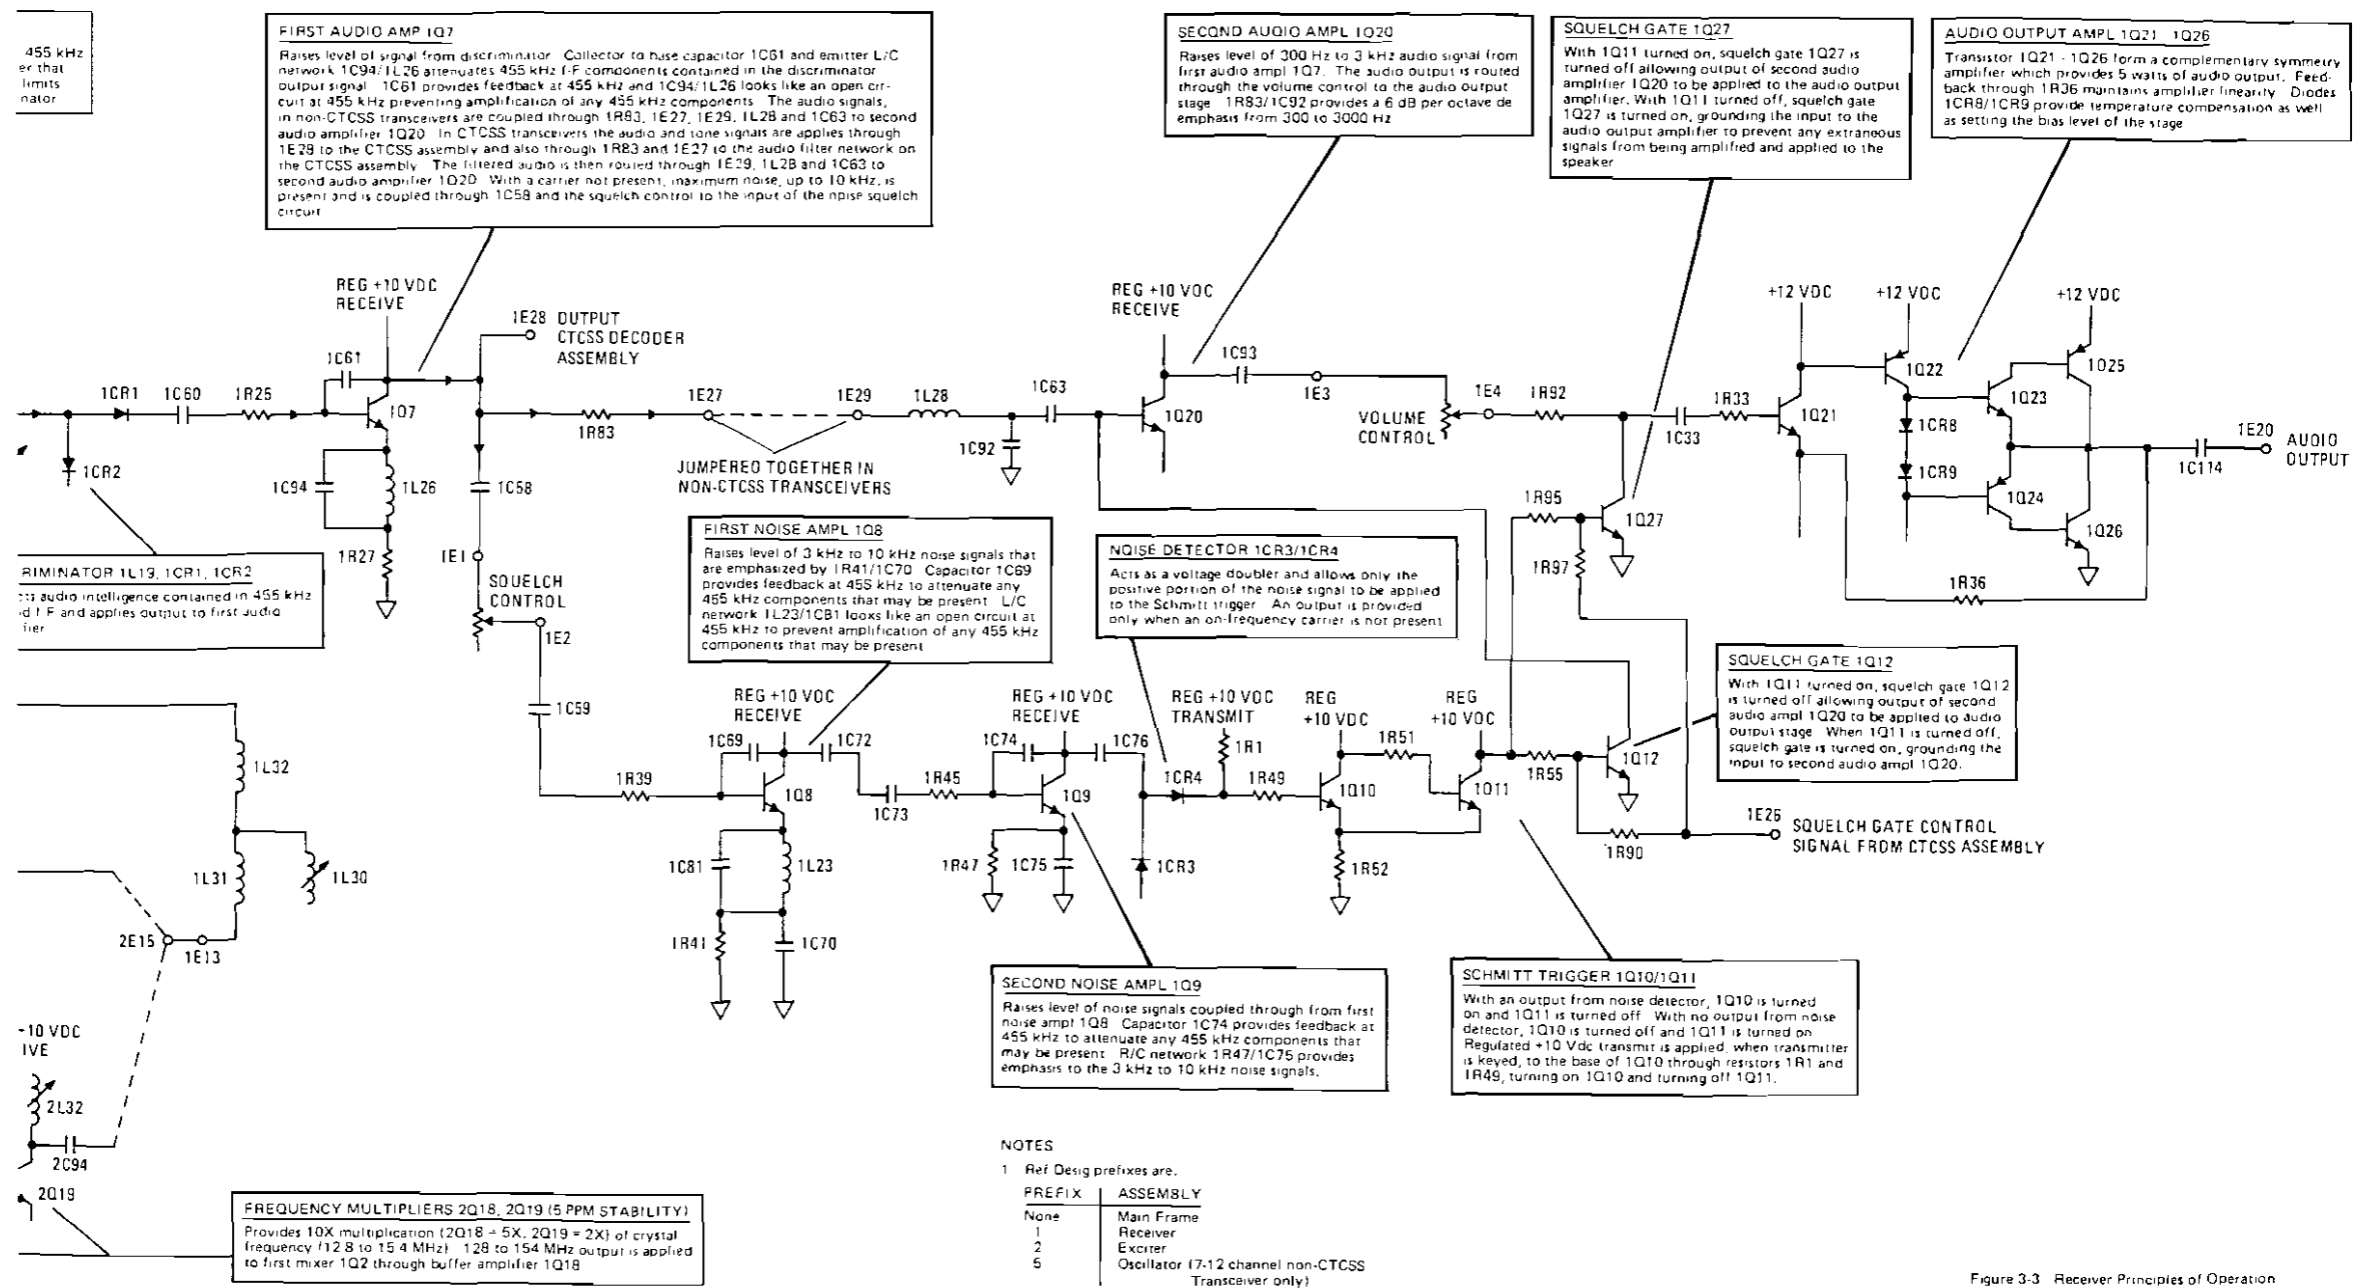 455 kHz
er that
limits
nator
FIRST AUDIO AMP 1Q7
Raises level of signal from discriminator Collector to base capacitor 1C61 and emitter L/C
network 1C94/1L26 attenuates 455 kHz I-F components contained in the discriminator
output signal 1C61 provides feedback at 455 kHz and 1C94/1L26 looks like an open cir-
cuit at 455 kHz preventing amplification of any 455 kHz components The audio signals,
in non-CTCSS transceivers are coupled through 1R83, 1E27, 1E29, 1L28 and 1C63 to second
audio amplifier 1Q20 In CTCSS transceivers the audio and tone signals are applies through
1E28 to the CTCSS assembly and also through 1R83 and 1E27 to the audio filter network on
the CTCSS assembly The filtered audio is then routed through 1E29, 1L28 and 1C63 to
second audio amplifier 1Q20 With a carrier not present, maximum noise, up to 10 kHz, is
present and is coupled through 1C58 and the squelch control to the input of the noise squelch
circuit
SECOND AUDIO AMPL 1Q20
Raises level of 300 Hz to 3 kHz audio signal from
first audio ampl 1Q7. The audio output is routed
through the volume control to the audio output
stage 1R83/1C92 provides a 6 dB per octave de
emphasis from 300 to 3000 Hz
SQUELCH GATE 1Q27
With 1Q11 turned on, squelch gate 1Q27 is
turned off allowing output of second audio
amplifier 1Q20 to be applied to the audio output
amplifier. With 1Q11 turned off, squelch gate
1Q27 is turned on, grounding the input to the
audio output amplifier to prevent any extraneous
signals from being amplified and applied to the
speaker
AUDIO OUTPUT AMPL 1Q21 1Q26
Transistor 1Q21 - 1Q26 form a complementary symmetry
amplifier which provides 5 watts of audio output. Feed-
back through 1R36 maintains amplifier linearity Diodes
1CR8/1CR9 provide temperature compensation as well
as setting the bias level of the stage
REG +10 VDC
RECEIVE
1E28 OUTPUT
CTCSS DECODER
ASSEMBLY
REG +10 VDC
RECEIVE
+12 VDC
+12 VDC
+12 VDC
1C61
1CR1
1C60
1R25
1Q7
1R83
1E27
1E29
1L28
1C63
1C92
1Q20
1C93
1E3
VOLUME
CONTROL
1E4
1R92
1C33
1R33
1Q21
1Q22
1Q23
1Q25
1CR8
1CR9
1Q24
1Q26
1C114
1E20
AUDIO
OUTPUT
1CR2
1C94
1L26
1C58
JUMPERED TOGETHER IN
NON-CTCSS TRANSCEIVERS
1R95
1Q27
1R97
1R36
1R27
1E1
SQUELCH
CONTROL
1E2
RIMINATOR 1L19, 1CR1, 1CR2
cts audio intelligence contained in 455 kHz
id I F and applies output to first audio
fier
FIRST NOISE AMPL 1Q8
Raises level of 3 kHz to 10 kHz noise signals that
are emphasized by 1R41/1C70 Capacitor 1C69
provides feedback at 455 kHz to attenuate any
455 kHz components that may be present L/C
network 1L23/1C81 looks like an open circuit at
455 kHz to prevent amplification of any 455 kHz
components that may be present
NOISE DETECTOR 1CR3/1CR4
Acts as a voltage doubler and allows only the
positive portion of the noise signal to be applied
to the Schmitt trigger An output is provided
only when an on-frequency carrier is not present
SQUELCH GATE 1Q12
With 1Q11 turned on, squelch gate 1Q12
is turned off allowing output of second
audio ampl 1Q20 to be applied to audio
output stage When 1Q11 is turned off,
squelch gate is turned on, grounding the
input to second audio ampl 1Q20.
1C59
REG +10 VDC
RECEIVE
REG +10 VDC
RECEIVE
REG +10 VDC
TRANSMIT
REG
+10 VDC
REG
+10 VDC
1R39
1C69
1C72
1Q8
1C73
1R45
1C74
1C76
1Q9
1CR4
1R1
1R49
1Q10
1R51
1Q11
1R55
1Q12
1R90
1E26
SQUELCH GATE CONTROL
SIGNAL FROM CTCSS ASSEMBLY
1C81
1L23
1R47
1C75
1CR3
1R52
1R41
1C70
1L32
1L31
1L30
2E15
1E13
SECOND NOISE AMPL 1Q9
Raises level of noise signals coupled through from first
noise ampl 1Q8 Capacitor 1C74 provides feedback at
455 kHz to attenuate any 455 kHz components that
may be present R/C network 1R47/1C75 provides
emphasis to the 3 kHz to 10 kHz noise signals.
SCHMITT TRIGGER 1Q10/1Q11
With an output from noise detector, 1Q10 is turned
on and 1Q11 is turned off With no output from noise
detector, 1Q10 is turned off and 1Q11 is turned on
Regulated +10 Vdc transmit is applied, when transmitter
is keyed, to the base of 1Q10 through resistors 1R1 and
1R49, turning on 1Q10 and turning off 1Q11.
+10 VDC
IVE
2L32
2C94
2Q19
FREQUENCY MULTIPLIERS 2Q18, 2Q19 (5 PPM STABILITY)
Provides 10X multiplication (2Q18 = 5X, 2Q19 = 2X) of crystal
frequency (12 8 to 15 4 MHz) 128 to 154 MHz output is applied
to first mixer 1Q2 through buffer amplifier 1Q18
NOTES
1 Ref Desig prefixes are.
PREFIX ASSEMBLY
None Main Frame
1 Receiver
2 Exciter
5 Oscillator (7-12 channel non-CTCSS
Transceiver only)
Figure 3-3 Receiver Principles of Operation